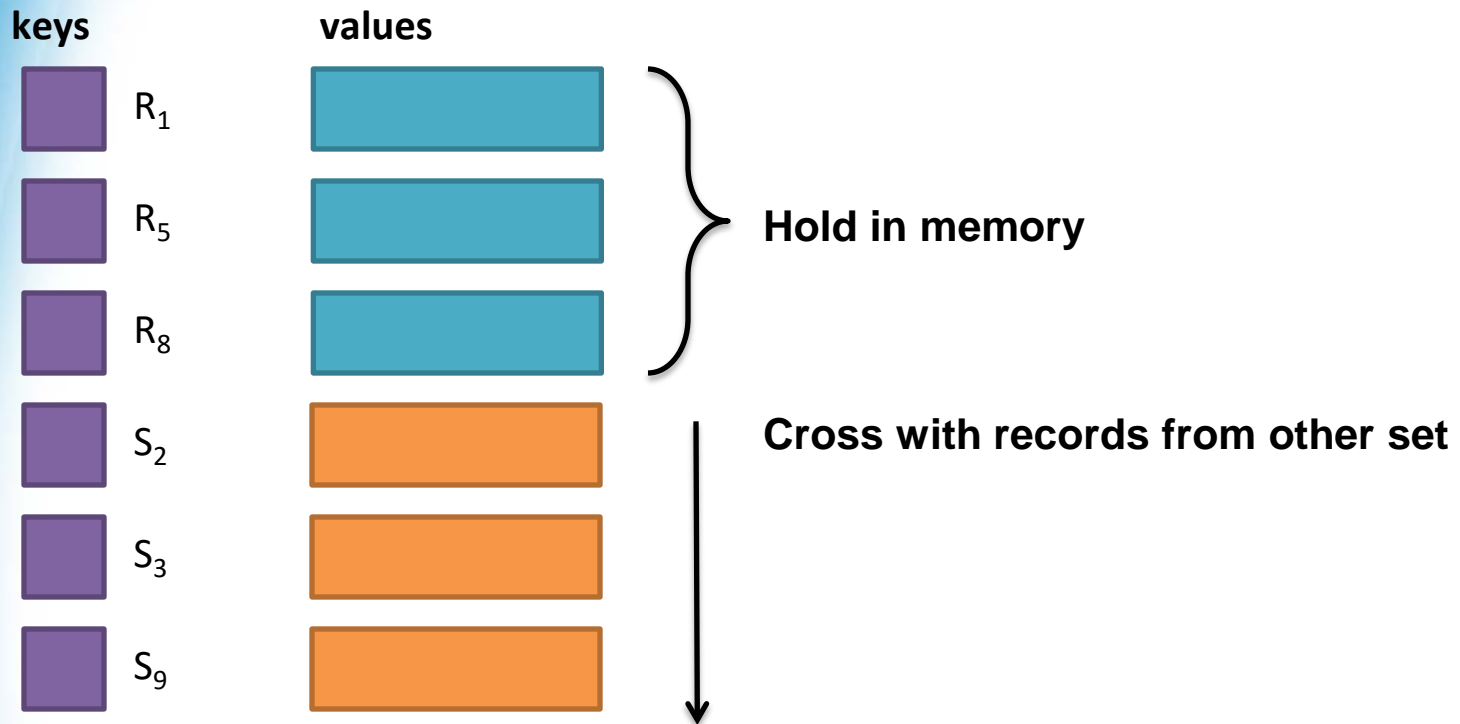 keys values
R₁
R₅
Hold in memory
R₈
S₂
Cross with records from other set
S₃
S₉